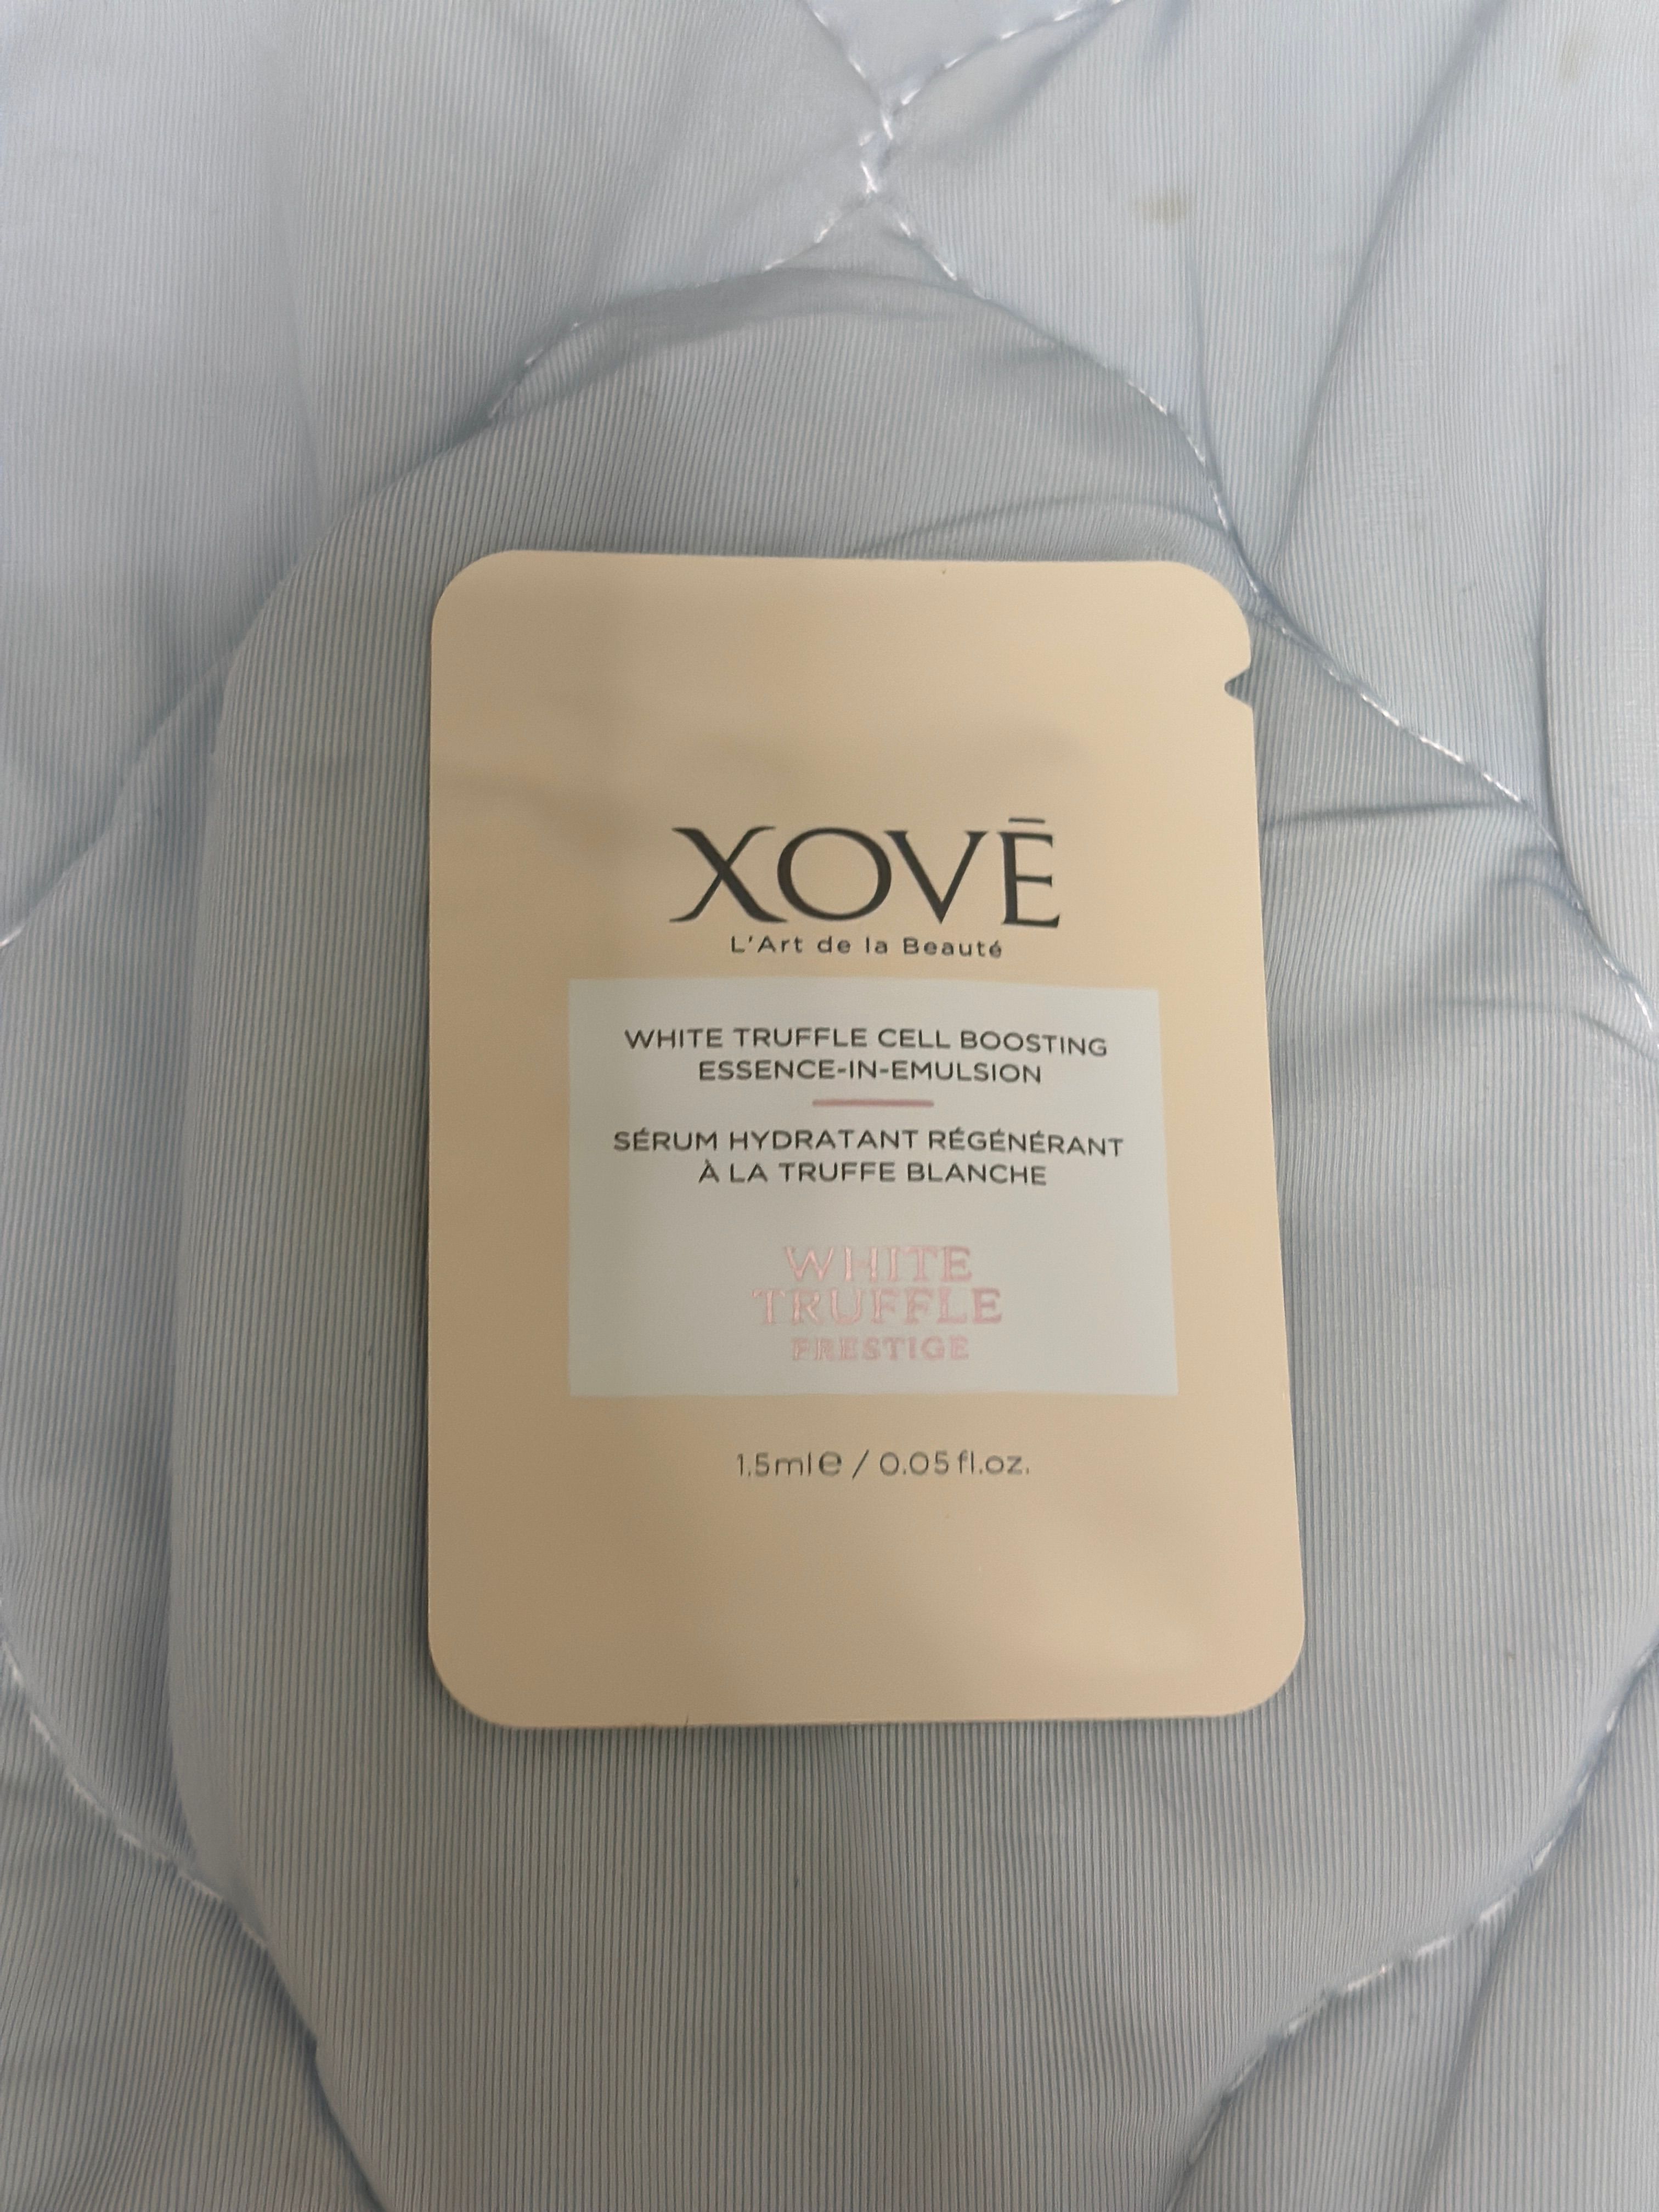 XOVĒ
L'Art de la Beauté
WHITE TRUFFLE CELL BOOSTING
ESSENCE-IN-EMULSION
SÉRUM HYDRATANT RÉGÉNÉRANT
À LA TRUFFE BLANCHE
WHITE
TRUFFLE
PRESTIGE
1.5ml℮ / 0.05 fl.oz.